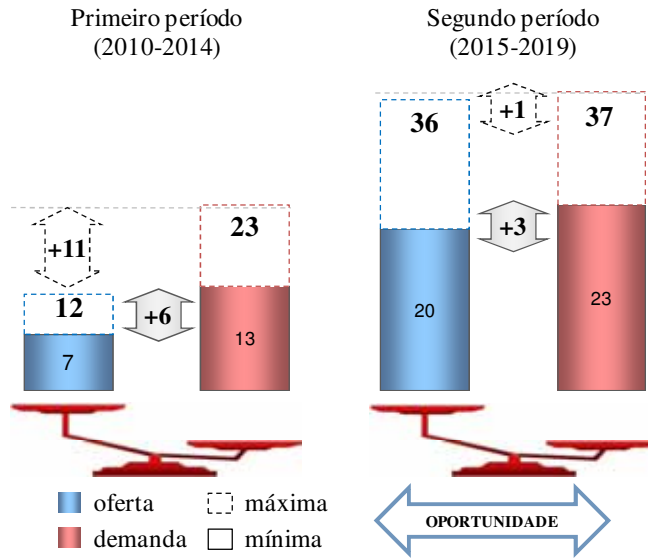 Primeiro período
(2010-2014)
Segundo período
(2015-2019)
+11
12
7
+6
23
13
36
20
+1
+3
37
23
oferta
demanda
máxima
mínima
OPORTUNIDADE